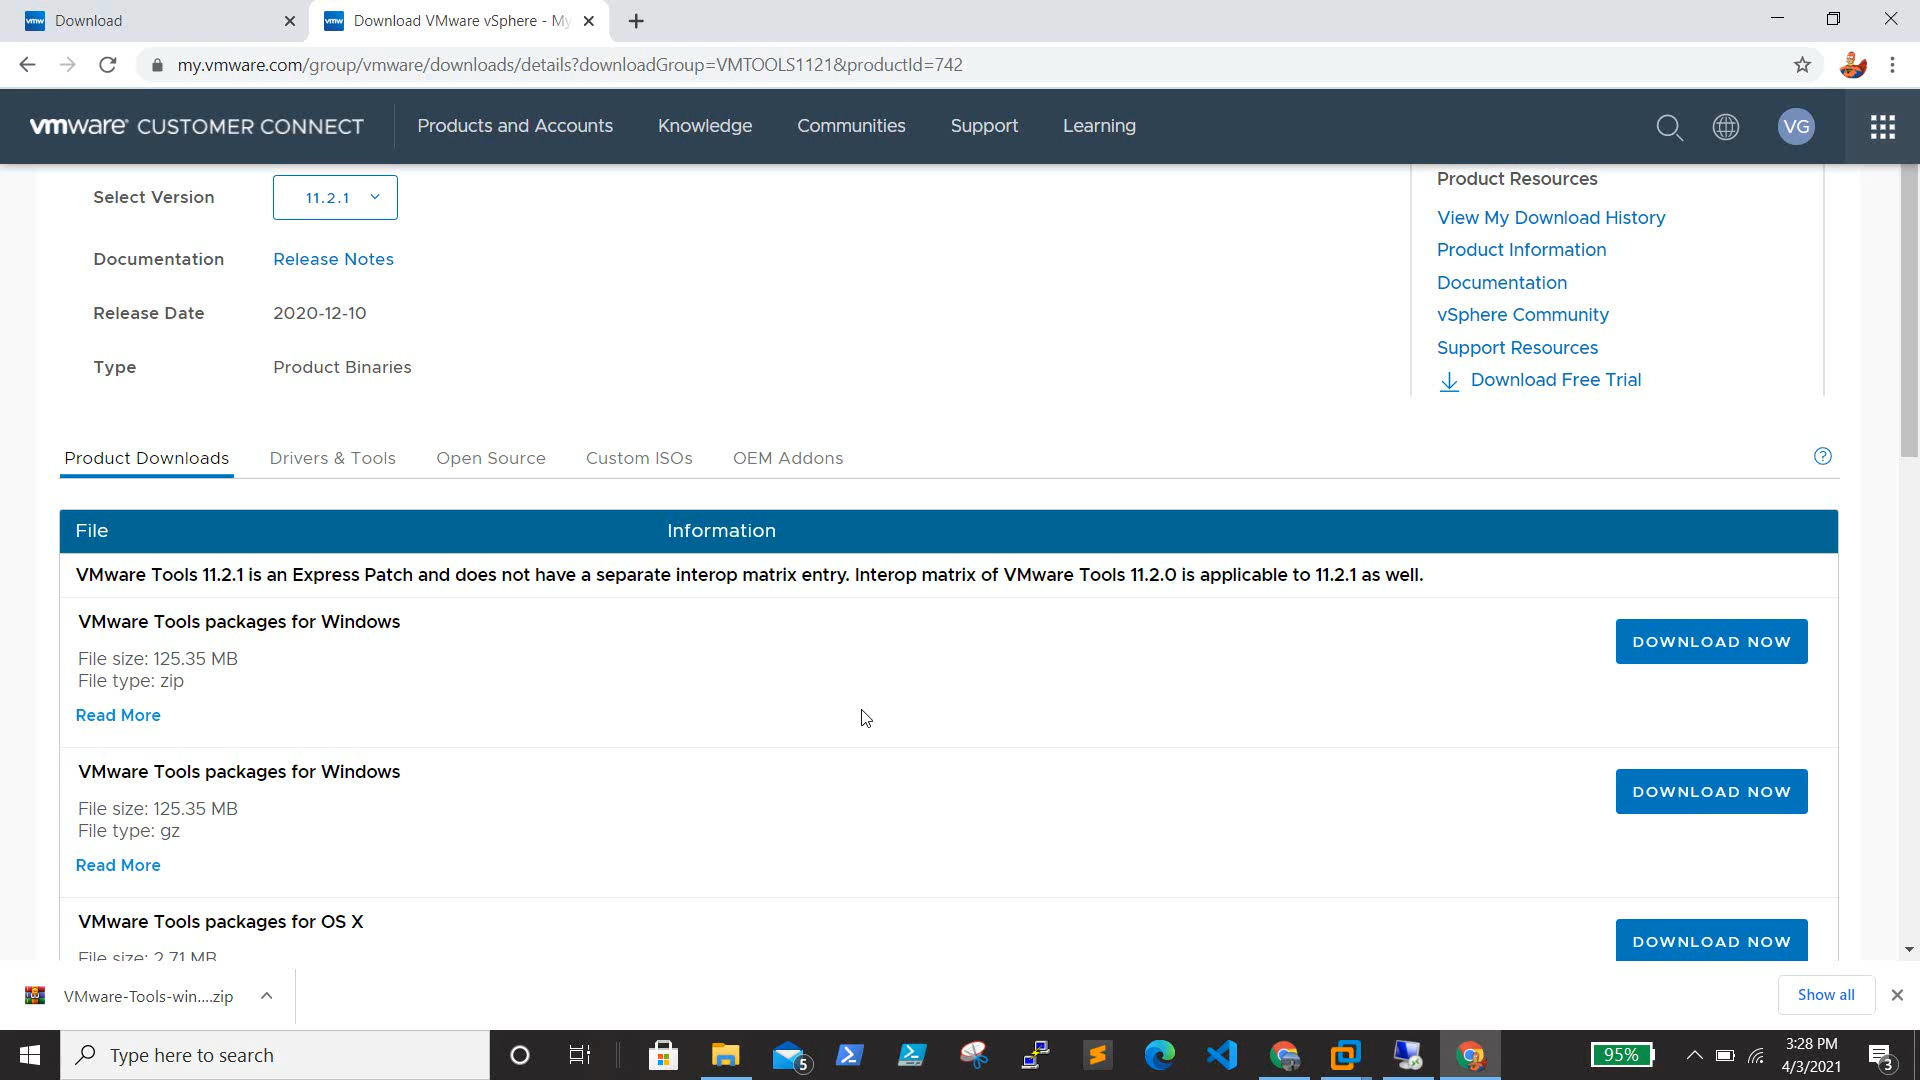 Download
Download VMware vSphere - My
my.vmware.com/group/vmware/downloads/details?downloadGroup=VMTOOLS1121&productId=742
vmware CUSTOMER CONNECT
Products and Accounts
Knowledge
Communities
Support
Learning
VG
Select Version
11.2.1
Documentation
Release Notes
Release Date
2020-12-10
Type
Product Binaries
Product Resources
View My Download History
Product Information
Documentation
vSphere Community
Support Resources
Download Free Trial
Product Downloads
Drivers & Tools
Open Source
Custom ISOs
OEM Addons
File
Information
VMware Tools 11.2.1 is an Express Patch and does not have a separate interop matrix entry. Interop matrix of VMware Tools 11.2.0 is applicable to 11.2.1 as well.
VMware Tools packages for Windows
File size: 125.35 MB
File type: zip
Read More
DOWNLOAD NOW
VMware Tools packages for Windows
File size: 125.35 MB
File type: gz
Read More
DOWNLOAD NOW
VMware Tools packages for OS X
File size: 2.71 MB
DOWNLOAD NOW
VMware-Tools-win....zip
Show all
Type here to search
5
95%
3:28 PM
4/3/2021
3